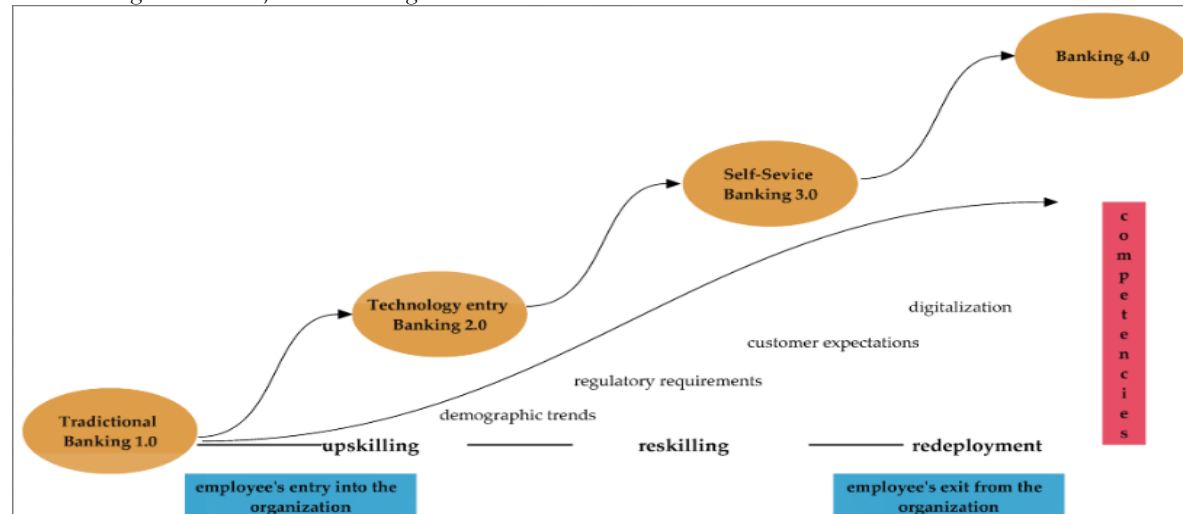 Banking 4.0
Self-Sevice
Banking 3.0
Technology entry
Banking 2.0
Tradictional
Banking 1.0
digitalization
customer expectations
regulatory requirements
demographic trends
upskilling
reskilling
redeployment
employee's entry into the
organization
employee's exit from the
organization
competencies